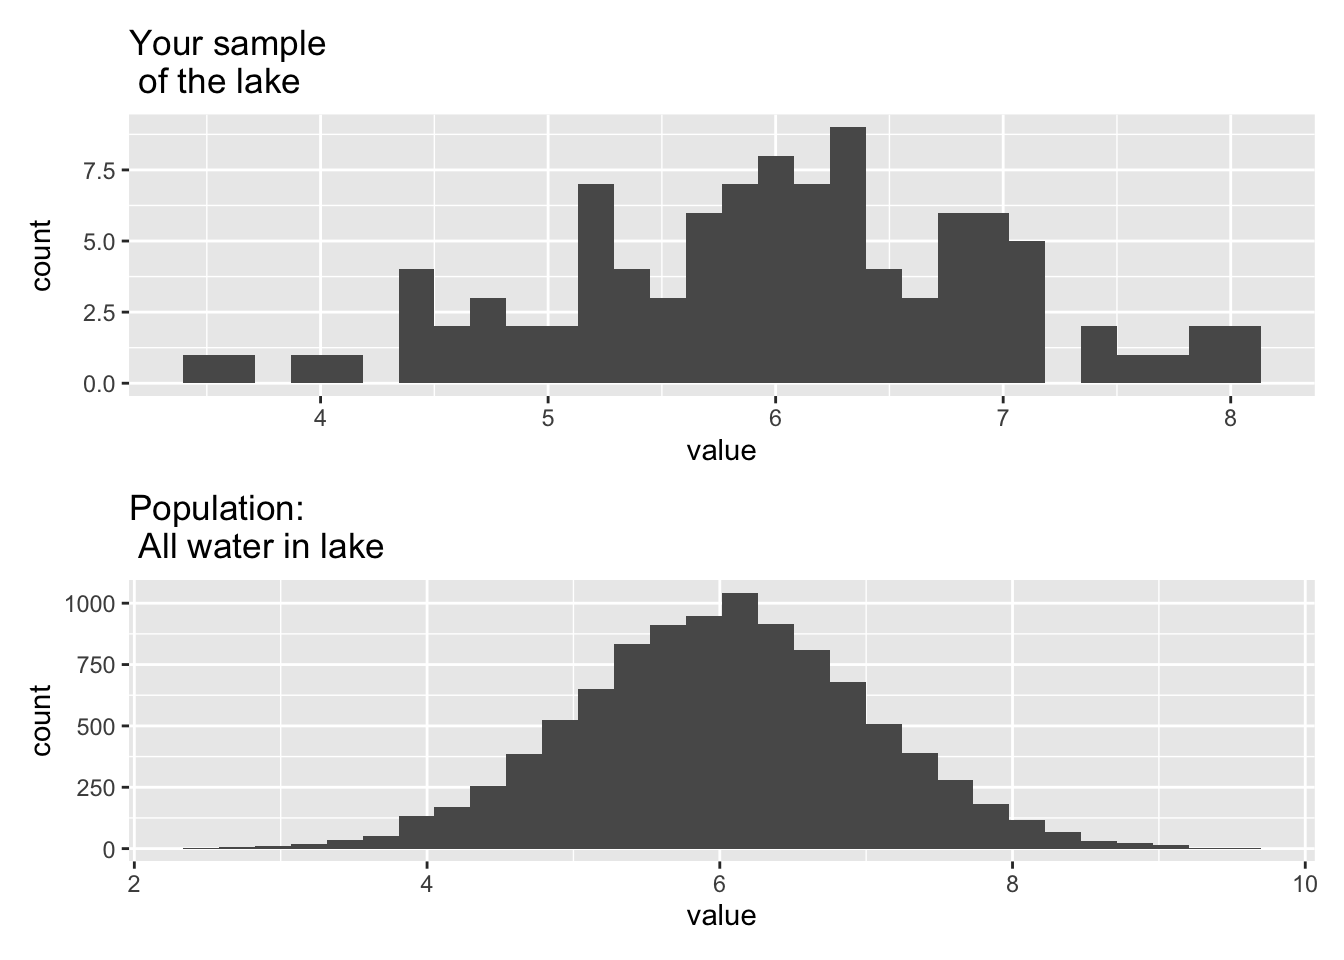 Your sample
of the lake
7.5
5.0
2.5
0.0
count
4 5 6 7 8
value
Population:
All water in lake
1000
750
500
250
0
count
2 4 6 8 10
value